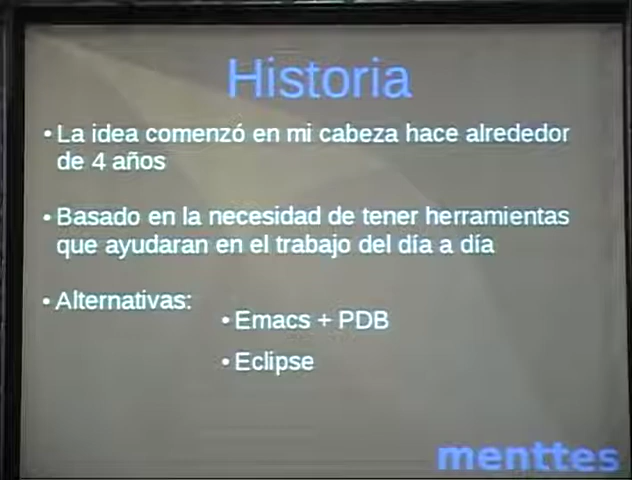 Historia
• La idea comenzó en mi cabeza hace alrededor
de 4 años
• Basado en la necesidad de tener herramientas
que ayudaran en el trabajo del día a día
• Alternativas:
• Emacs + PDB
• Eclipse
menttes